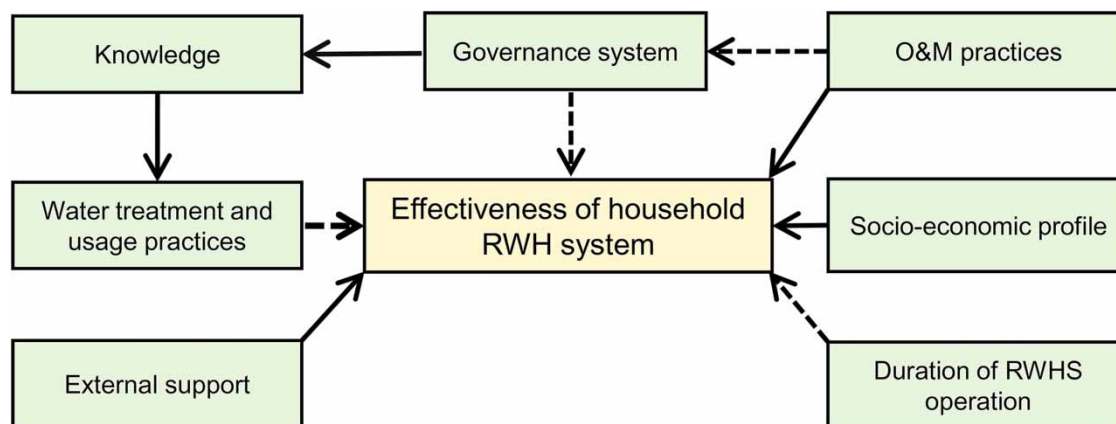 Knowledge
Governance system
O&M practices
Water treatment and
usage practices
Effectiveness of household
RWH system
Socio-economic profile
External support
Duration of RWHS
operation